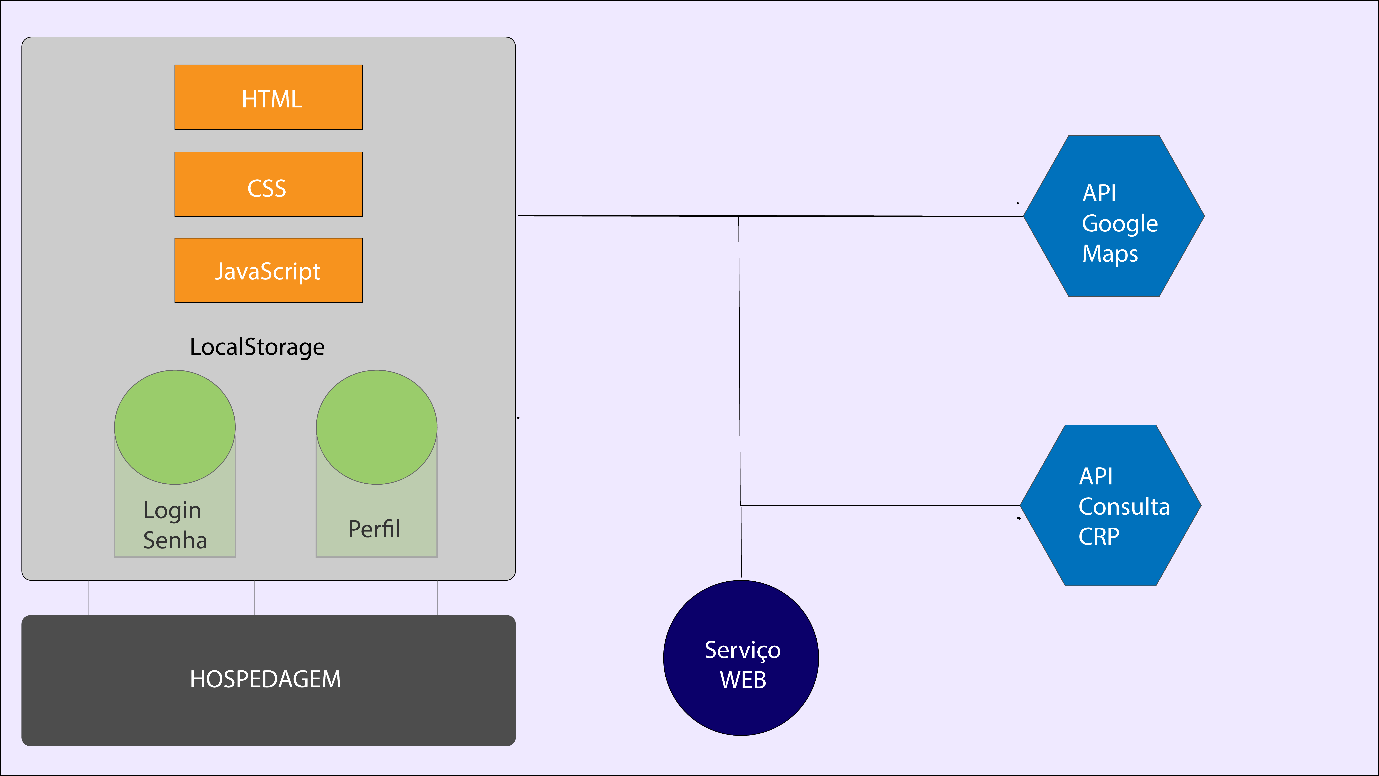 HTML
CSS
JavaScript
LocalStorage
Login
Senha
Perfil
HOSPEDAGEM
API
Google
Maps
API
Consulta
CRP
Serviço
WEB